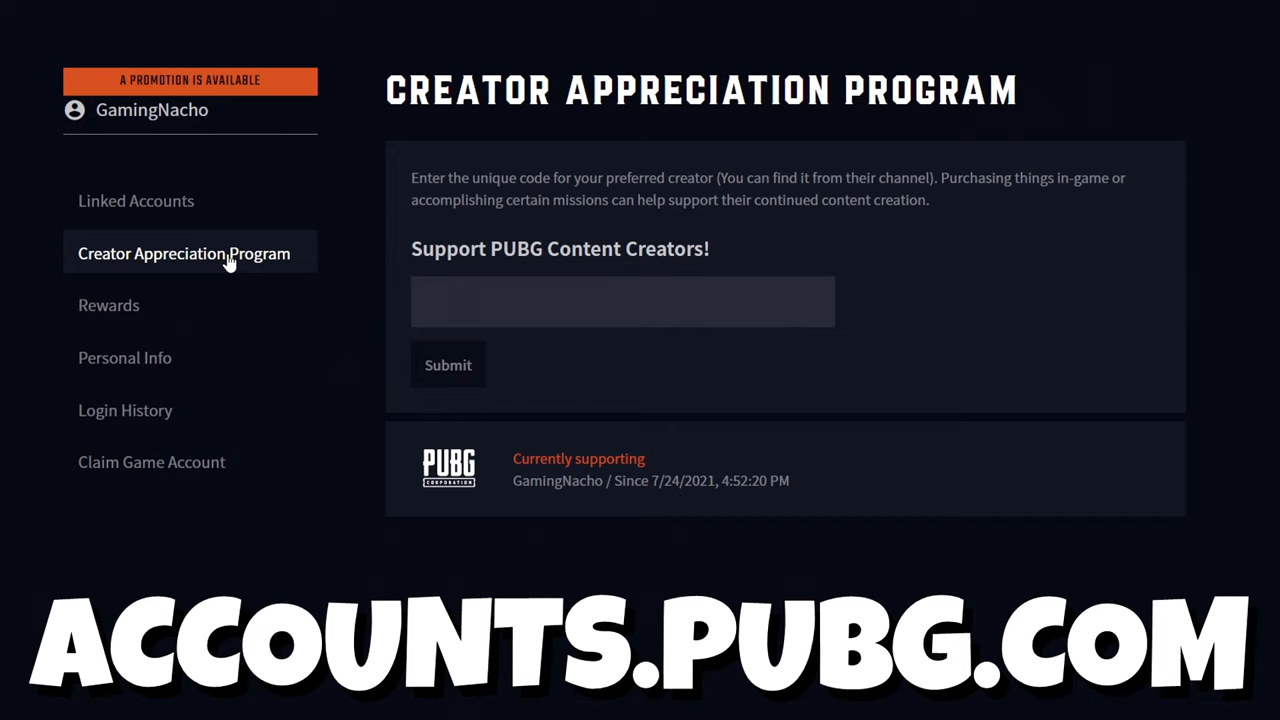 A PROMOTION IS AVAILABLE
GamingNacho
Linked Accounts
Creator Appreciation Program
Rewards
Personal Info
Login History
Claim Game Account
CREATOR APPRECIATION PROGRAM
Enter the unique code for your preferred creator (You can find it from their channel). Purchasing things in-game or
accomplishing certain missions can help support their continued content creation.
Support PUBG Content Creators!
Submit
PUBG
CORPORATION
Currently supporting
GamingNacho / Since 7/24/2021, 4:52:20 PM
ACCOUNTS.PUBG.COM